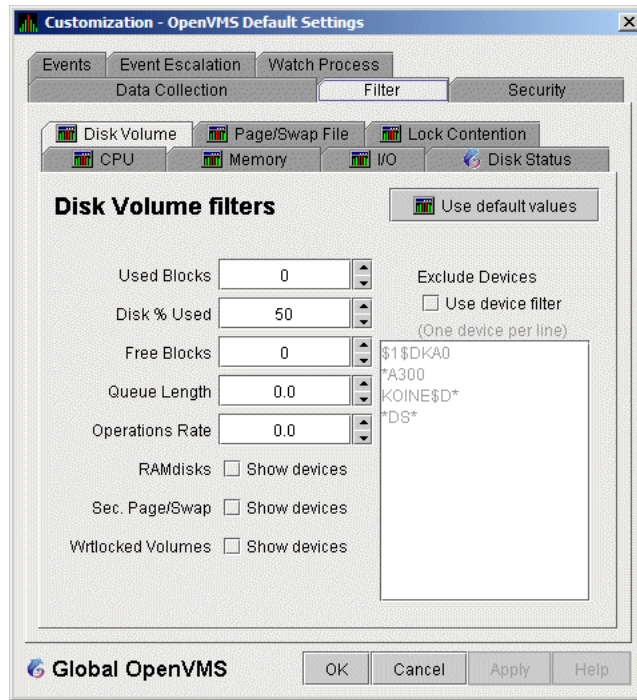 Customization - OpenVMS Default Settings
Events Event Escalation Watch Process
Data Collection Filter Security
Disk Volume Page/Swap File Lock Contention
CPU Memory I/O Disk Status
Disk Volume filters
Use default values
Used Blocks 0
Disk % Used 50
Free Blocks 0
Queue Length 0.0
Operations Rate 0.0
RAMdisks Show devices
Sec. Page/Swap Show devices
Wrtlocked Volumes Show devices
Exclude Devices
Use device filter
(One device per line)
$1$DKA0
*A300
KOINE$D*
*DS*
Global OpenVMS OK Cancel Apply Help